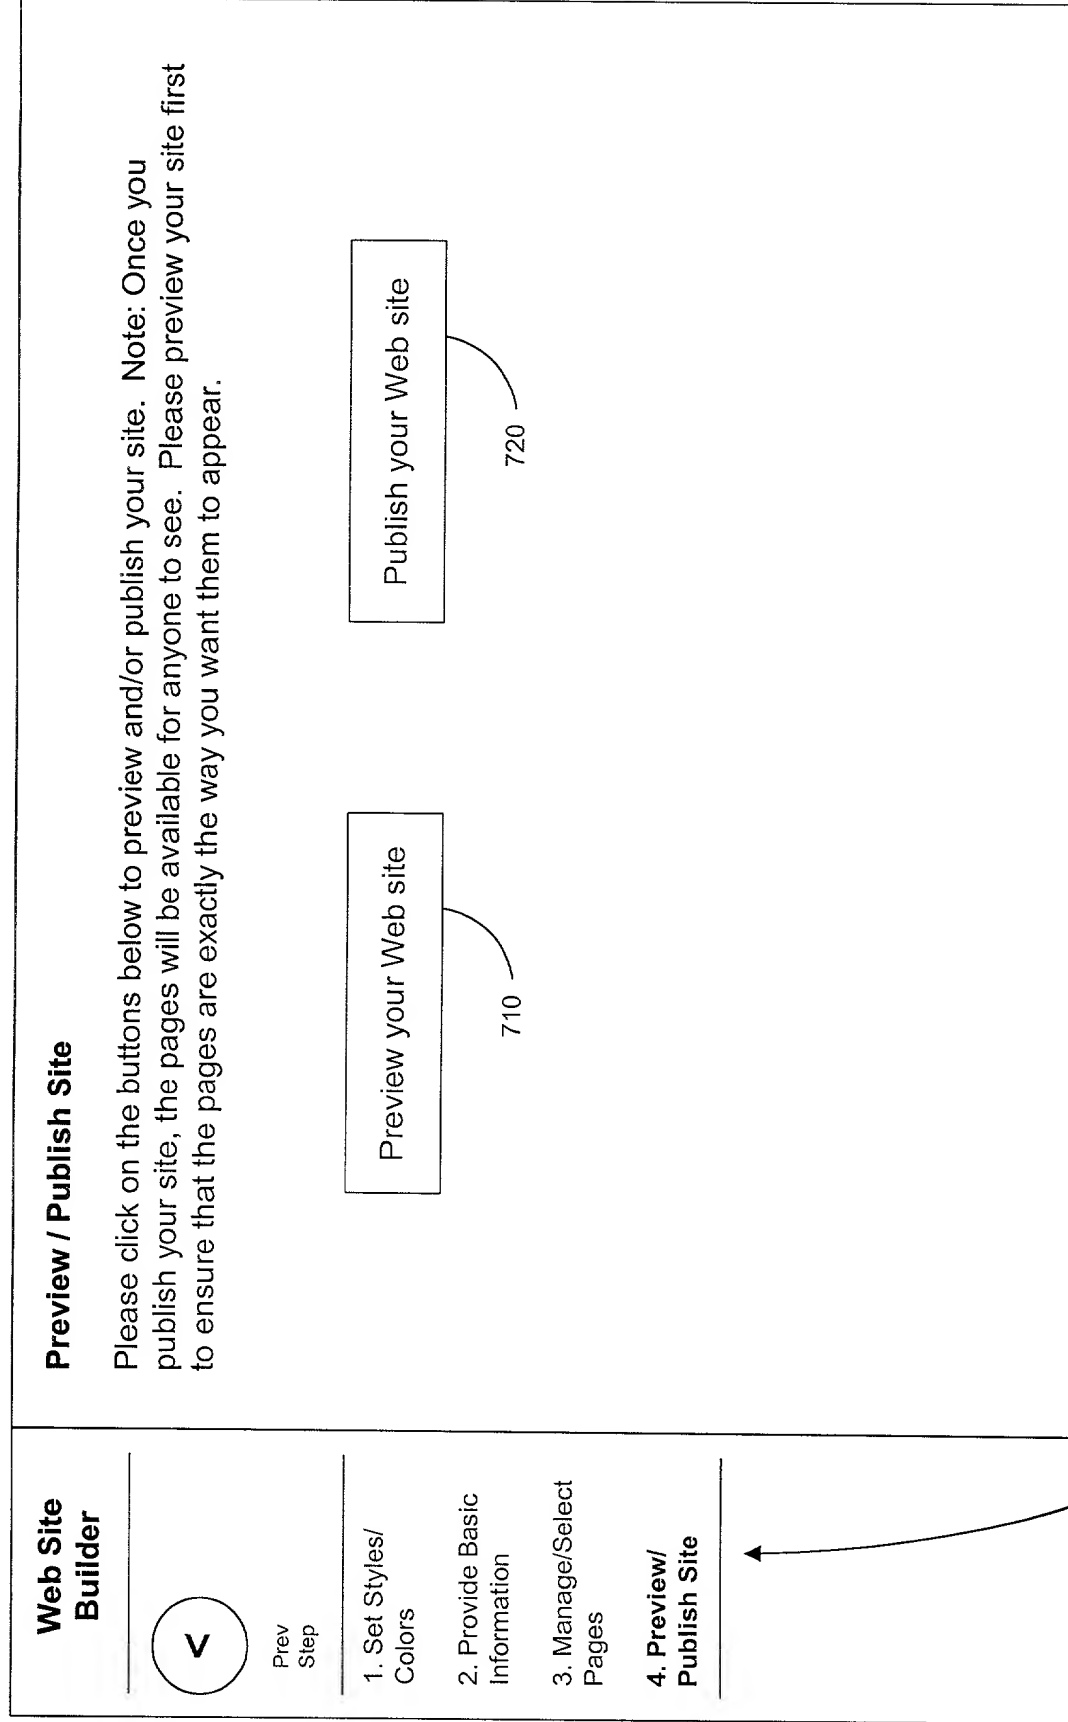 Web Site
Builder
<
Prev
Step
1. Set Styles/
Colors
2. Provide Basic
Information
3. Manage/Select
Pages
4. Preview/
Publish Site
Preview / Publish Site
Please click on the buttons below to preview and/or publish your site. Note: Once you
publish your site, the pages will be available for anyone to see. Please preview your site first
to ensure that the pages are exactly the way you want them to appear.
Preview your Web site
710
Publish your Web site
720